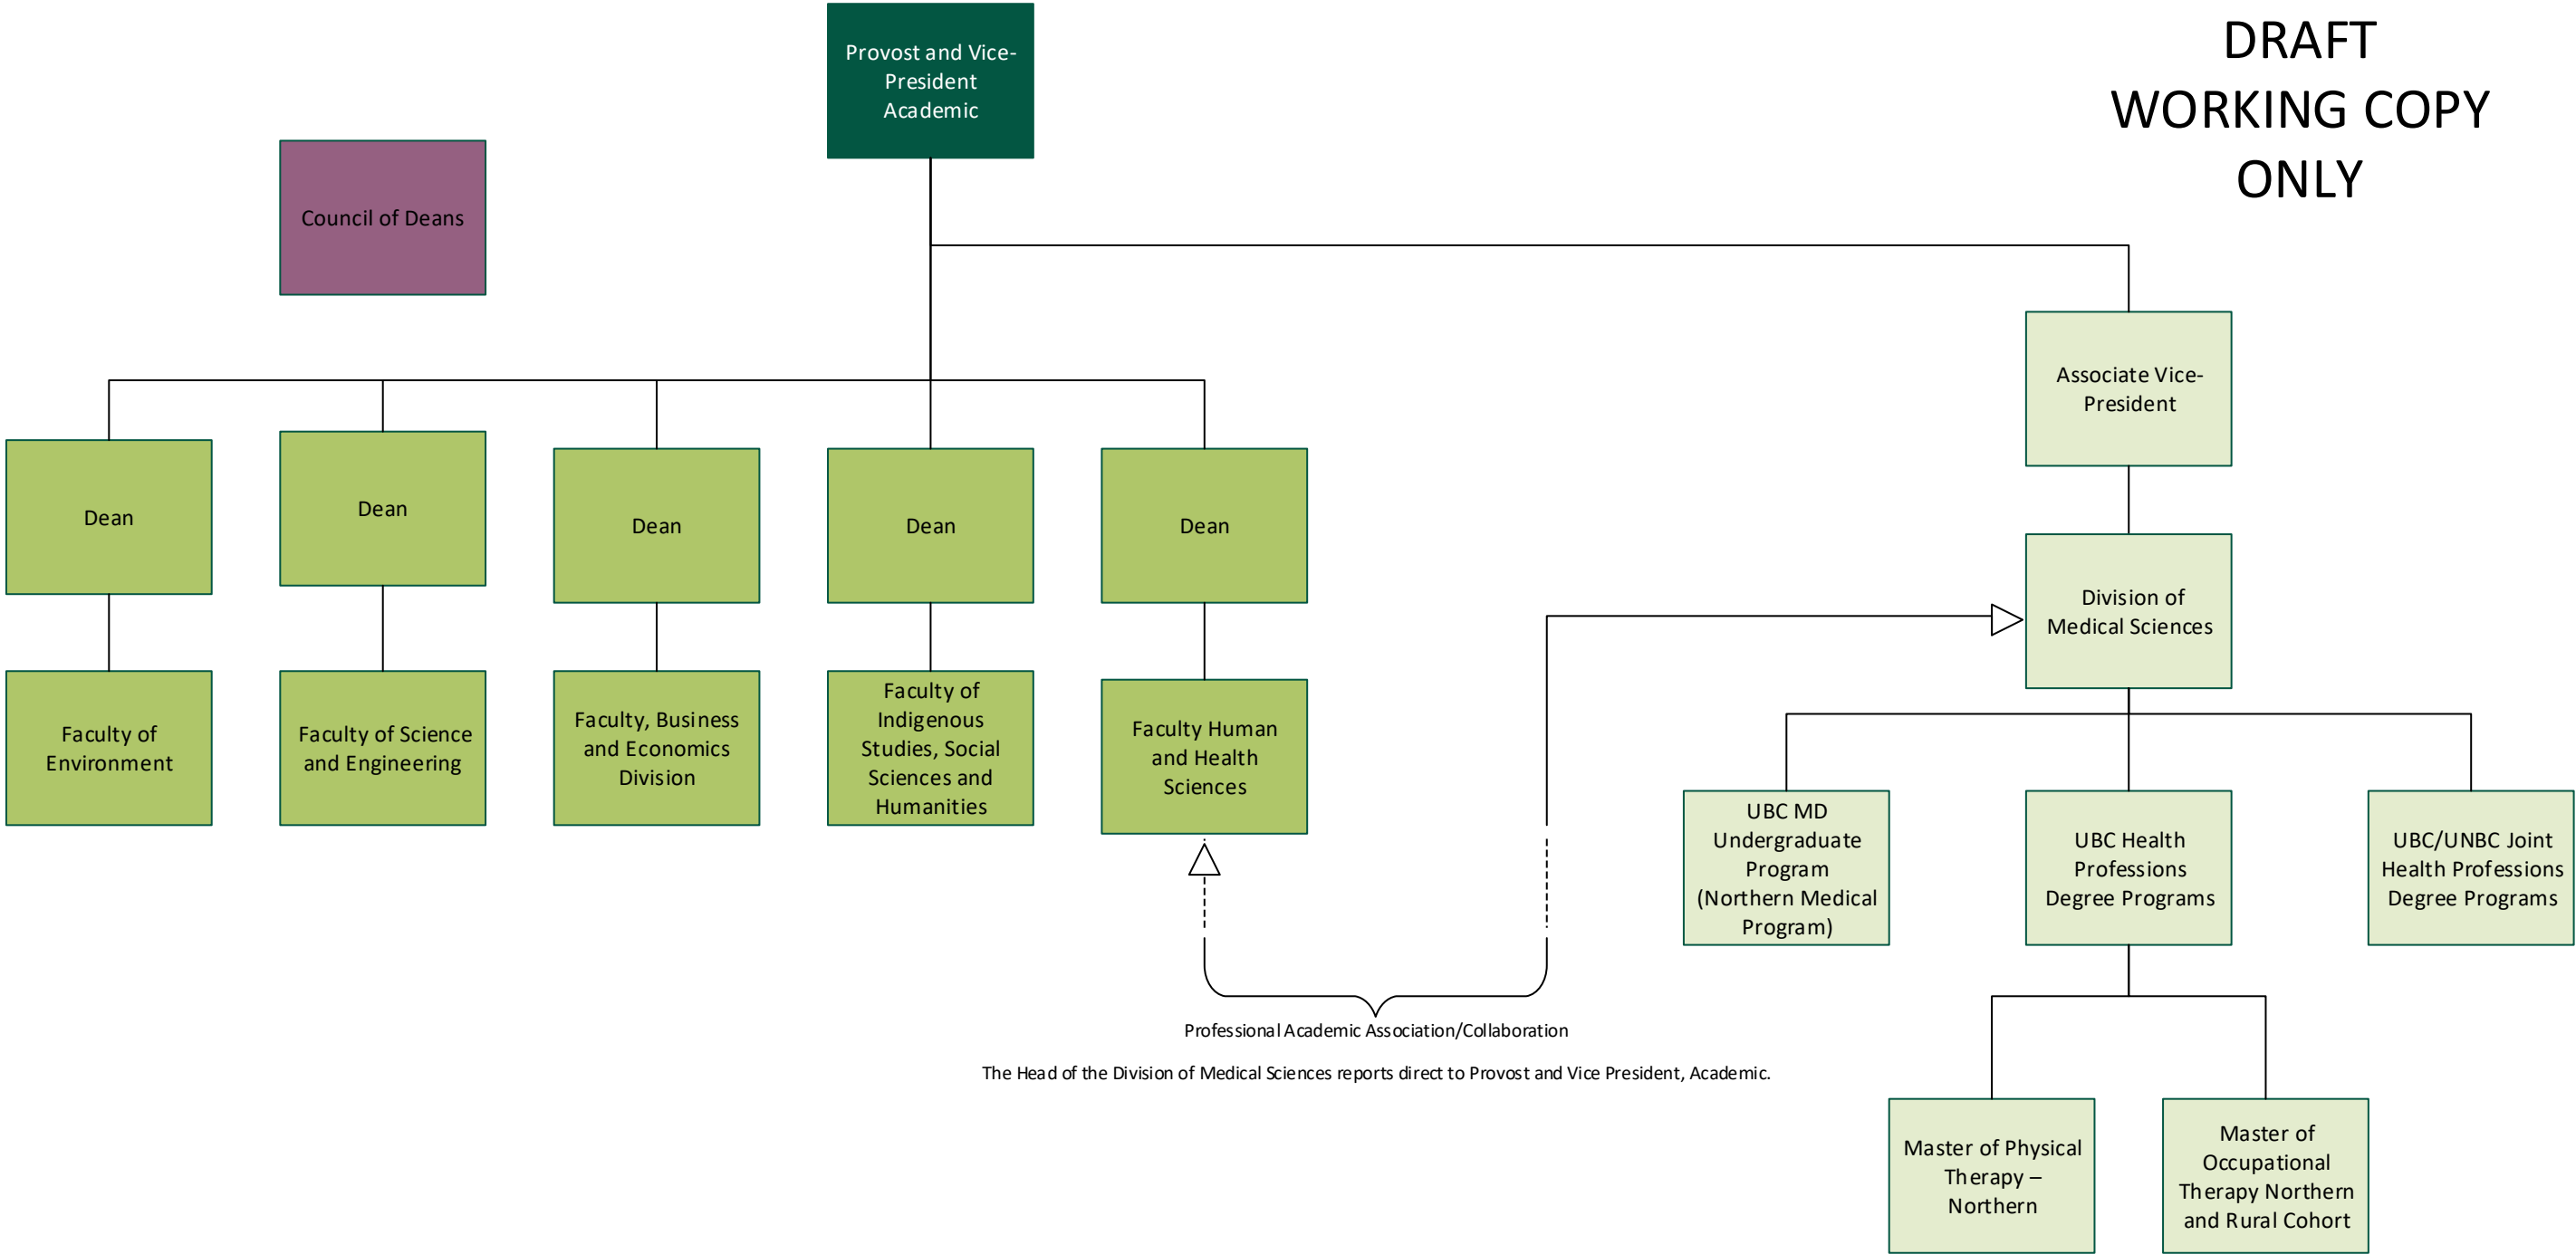 DRAFT
WORKING COPY
ONLY
Provost and Vice-
President
Academic
Council of Deans
Associate Vice-
President
Dean
Dean
Dean
Dean
Dean
Division of
Medical Sciences
Faculty of
Environment
Faculty of Science
and Engineering
Faculty, Business
and Economics
Division
Faculty of
Indigenous
Studies, Social
Sciences and
Humanities
Faculty Human
and Health
Sciences
UBC MD
Undergraduate
Program
(Northern Medical
Program)
UBC Health
Professions
Degree Programs
UBC/UNBC Joint
Health Professions
Degree Programs
Professional Academic Association/Collaboration
The Head of the Division of Medical Sciences reports direct to Provost and Vice President, Academic.
Master of Physical
Therapy –
Northern
Master of
Occupational
Therapy Northern
and Rural Cohort